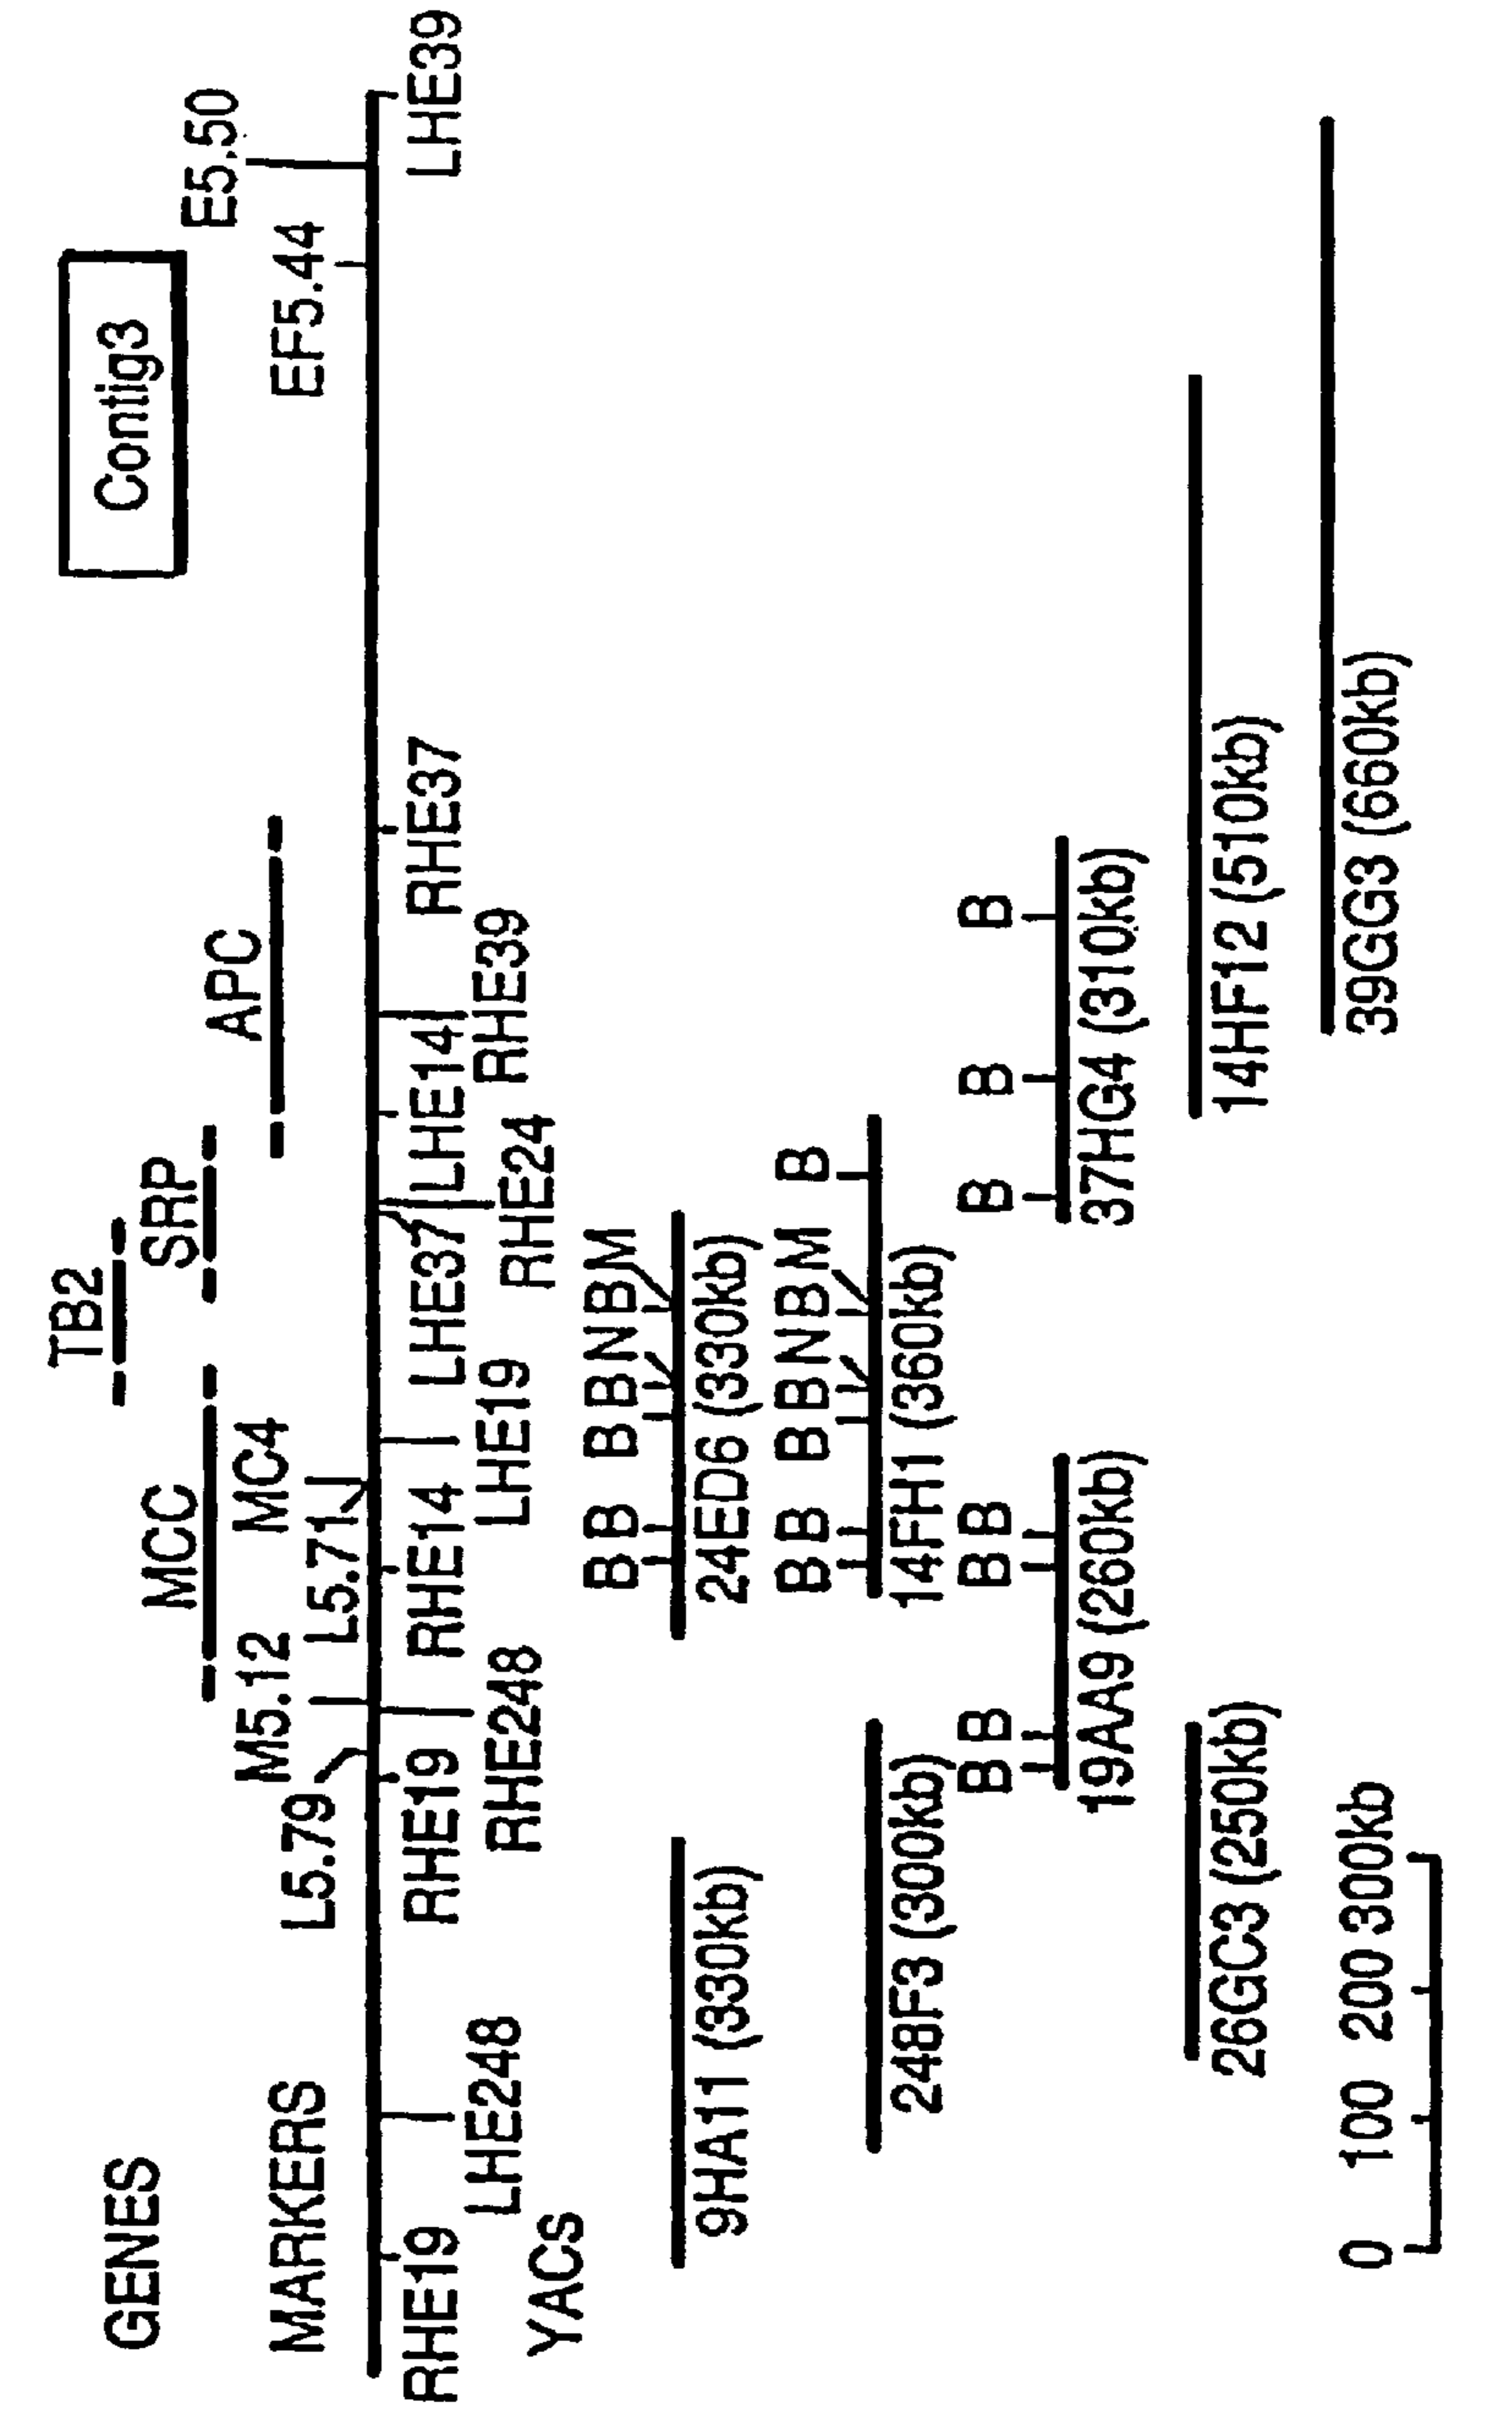 Contig3
GENES
MCC
TB2
SRP
APC
MARKERS
L5.79
M5.12
L5.71
MC4
EF5.44
E5.50
RHE19
LHE248
RHE19
RHE248
RHE14
LHE19
LHE37
RHE24
LHE14
RHE39
RHE37
LHE39
YACs
B B B BNBM
9HA11 (330kb)
24ED6 (330kb)
B B B BNBM B
248F3 (300kb)
14FH1 (360kb)
B B B B
B B B
19AA9 (260kb)
37HG4 (310kb)
26GC3 (250kb)
14HF12 (510kb)
39GG3 (660kb)
0 100 200 300kb